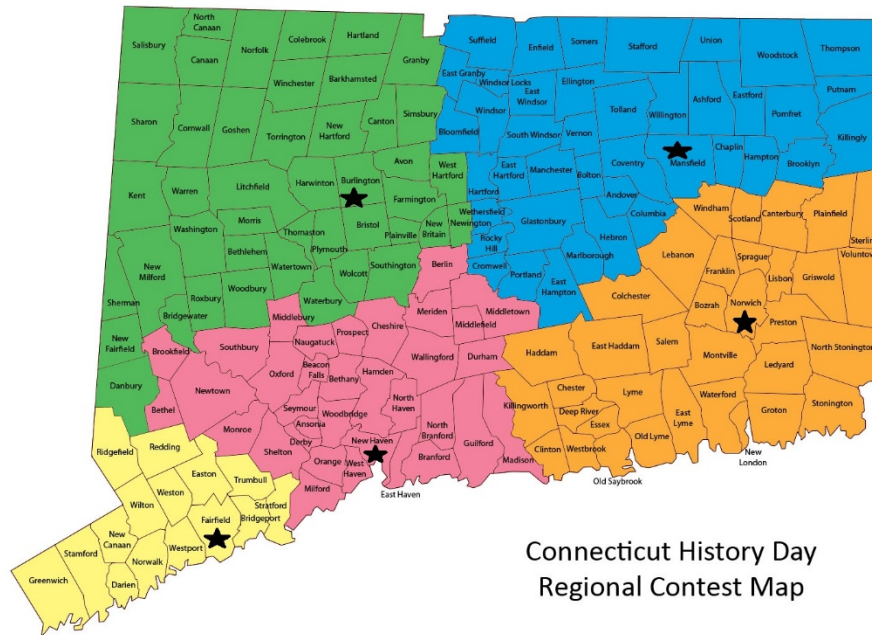 Salisbury
North
Canaan
Canaan
Norfolk
Colebrook
Hartland
Granby
Winchester
Barkhamsted
Sharon
Cornwall
Goshen
Torrington
New
Hartford
Canton
Simsbury
Avon
West
Hartford
Kent
Warren
Litchfield
Harwinton
Burlington
Farmington
Washington
Morris
Bethlehem
Thomaston
Plymouth
Bristol
Plainville
New
Britain
Newington
New
Milford
Sherman
Roxbury
Bridgewater
Woodbury
Watertown
Wolcott
Southington
Waterbury
New
Fairfield
Danbury
Suffield
Enfield
Somers
Stafford
Union
Woodstock
Thompson
East Granby
Windsor Locks
Windsor
East
Windsor
Ellington
Tolland
Willington
Ashford
Eastford
Pomfret
Putnam
Killingly
Bloomfield
South Windsor
Vernon
East
Hartford
Manchester
Bolton
Coventry
Mansfield
Chaplin
Hampton
Brooklyn
Hartford
Andover
Columbia
Wethersfield
Glastonbury
Hebron
Rocky
Hill
Cromwell
Portland
Marlborough
East
Hampton
Windham
Scotland
Canterbury
Plainfield
Sterlin
Lebanon
Franklin
Sprague
Lisbon
Griswold
Voluntow
Colchester
Bozrah
Norwich
Preston
North Stonington
Haddam
East Haddam
Salem
Montville
Ledyard
Killingworth
Chester
Deep River
Essex
Lyme
Waterford
Groton
Stonington
Clinton
Westbrook
Old Lyme
East
Lyme
Old Saybrook
New
London
Berlin
Middlebury
Meriden
Middletown
Middlefield
Southbury
Naugatuck
Prospect
Cheshire
Brookfield
Wallingford
Durham
Oxford
Beacon
Falls
Bethany
Hamden
Newtown
Bethel
North
Haven
Seymour
Woodbridge
Ansonia
Monroe
Derby
Shelton
New Haven
North
Branford
Guilford
Orange
West
Haven
Branford
Madison
Milford
East Haven
Ridgefield
Redding
Easton
Trumbull
Weston
Wilton
Stratford
Bridgeport
Fairfield
New
Canaan
Stamford
Westport
Norwalk
Greenwich
Darien
Connecticut History Day
Regional Contest Map